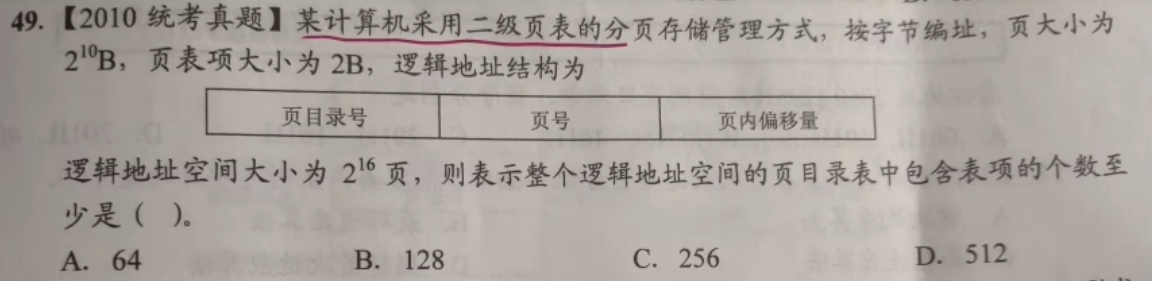 49.【2010 统考真题】某计算机采用二级页表的分页存储管理方式，按字节编址，页大小为
2¹⁰B，页表项大小为 2B，逻辑地址结构为
页目录号 页号 页内偏移量
逻辑地址空间大小为 2¹⁶ 页，则表示整个逻辑地址空间的页目录表中包含表项的个数至
少是（ ）。
A. 64 B. 128 C. 256 D. 512